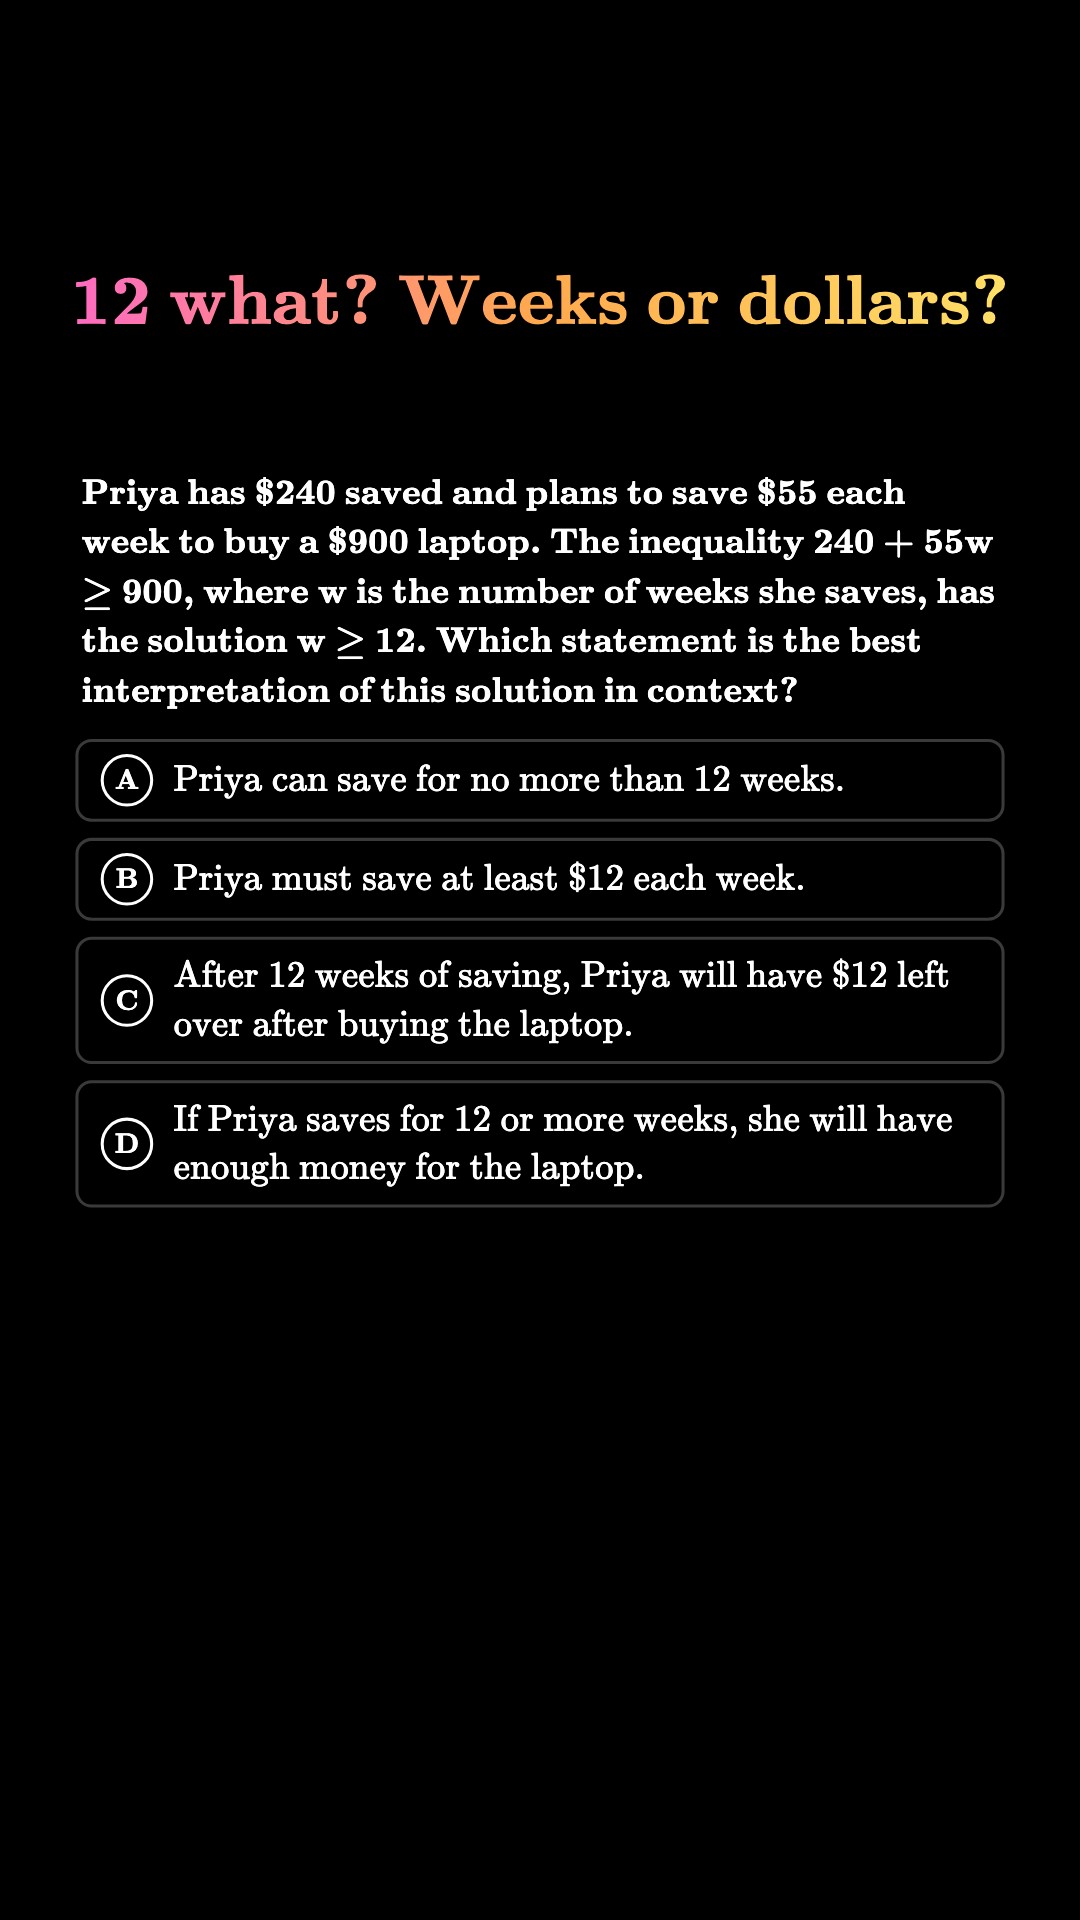 12 what? Weeks or dollars?
Priya has $240 saved and plans to save $55 each
week to buy a $900 laptop. The inequality 240 + 55w
≥ 900, where w is the number of weeks she saves, has
the solution w ≥ 12. Which statement is the best
interpretation of this solution in context?
A Priya can save for no more than 12 weeks.
B Priya must save at least $12 each week.
C After 12 weeks of saving, Priya will have $12 left
over after buying the laptop.
D If Priya saves for 12 or more weeks, she will have
enough money for the laptop.